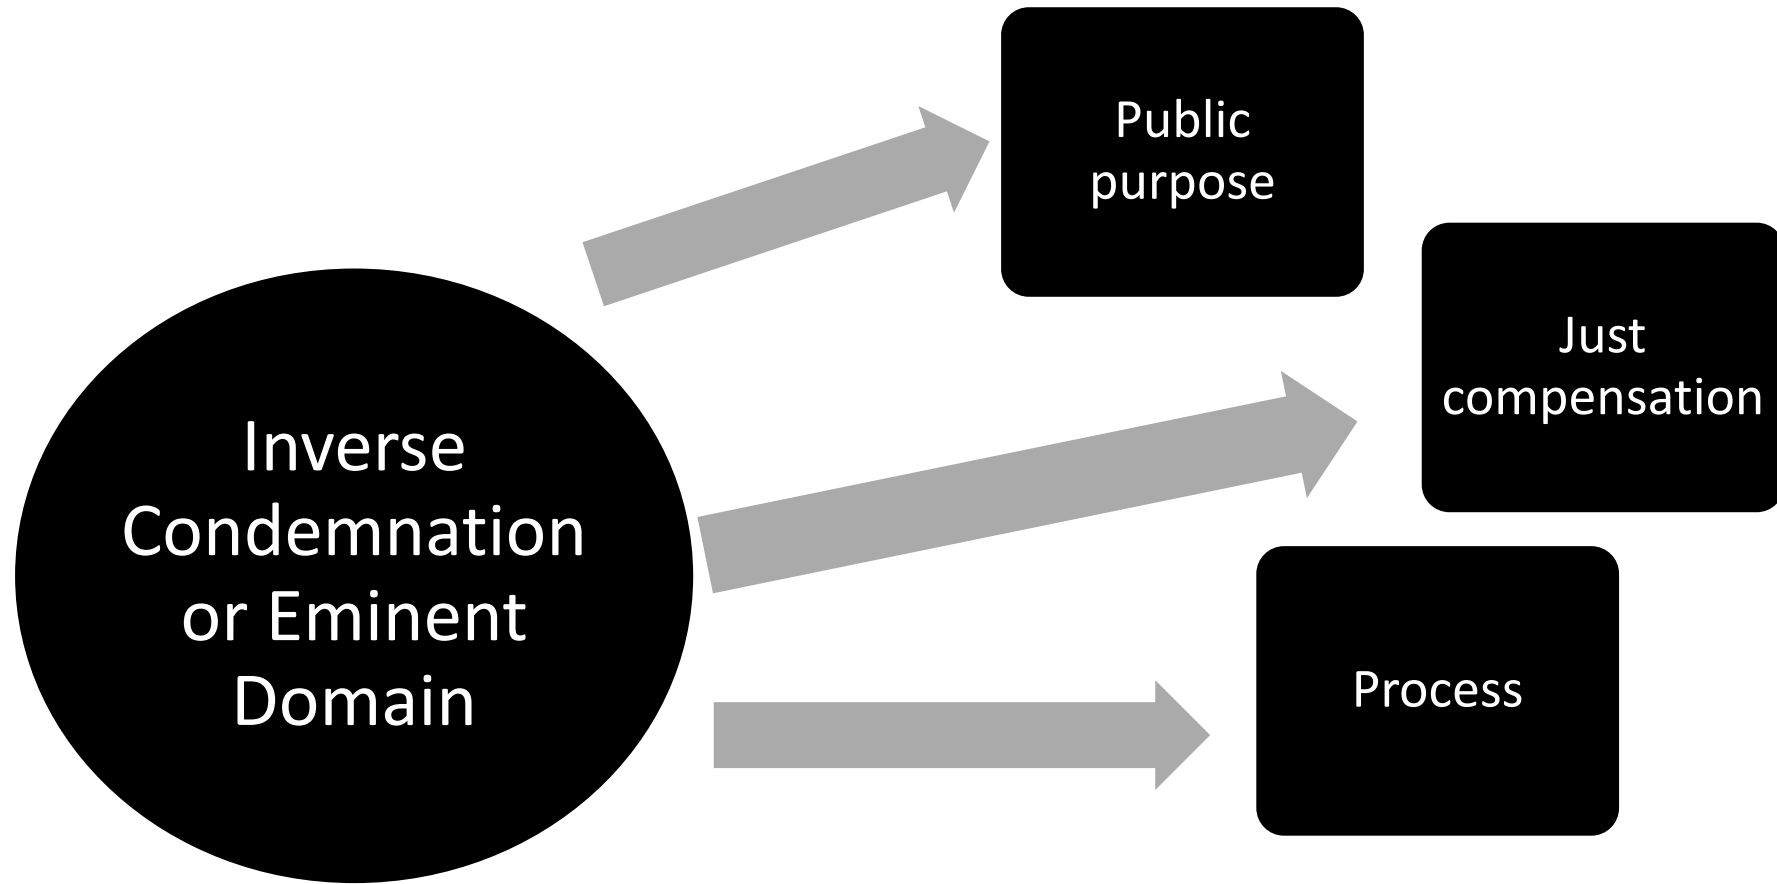 Inverse
Condemnation
or Eminent
Domain
Public
purpose
Just
compensation
Process